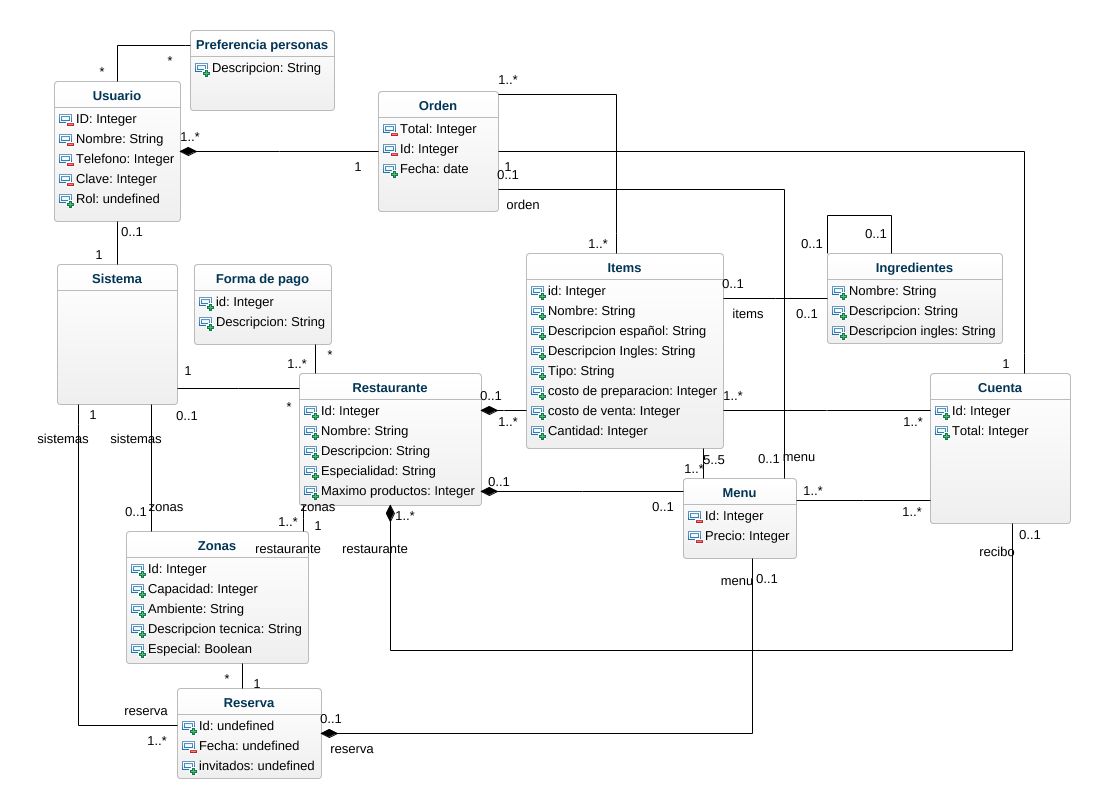 Preferencia personas
Descripcion: String
*
*
Usuario
ID: Integer
Nombre: String
Telefono: Integer
Clave: Integer
Rol: undefined
1..*
1
Orden
Total: Integer
Id: Integer
Fecha: date
1..*
1
0..1
orden
0..1
1
Sistema
Forma de pago
id: Integer
Descripcion: String
1..*
*
1..*
Items
id: Integer
Nombre: String
Descripcion español: String
Descripcion Ingles: String
Tipo: String
costo de preparacion: Integer
costo de venta: Integer
Cantidad: Integer
0..1
items
0..1
0..1
0..1
Ingredientes
Nombre: String
Descripcion: String
Descripcion ingles: String
1
Cuenta
Id: Integer
Total: Integer
1
*
Restaurante
Id: Integer
Nombre: String
Descripcion: String
Especialidad: String
Maximo productos: Integer
0..1
1..*
1..*
1..*
1
0..1
sistemas
sistemas
5..5
1..*
0..1
menu
0..1
0..1
Menu
Id: Integer
Precio: Integer
1..*
1..*
0..1
zonas
zonas
1..*
1
1..*
restaurante
restaurante
0..1
recibo
Zonas
Id: Integer
Capacidad: Integer
Ambiente: String
Descripcion tecnica: String
Especial: Boolean
menu
0..1
*
1
reserva
1..*
Reserva
Id: undefined
Fecha: undefined
invitados: undefined
0..1
reserva